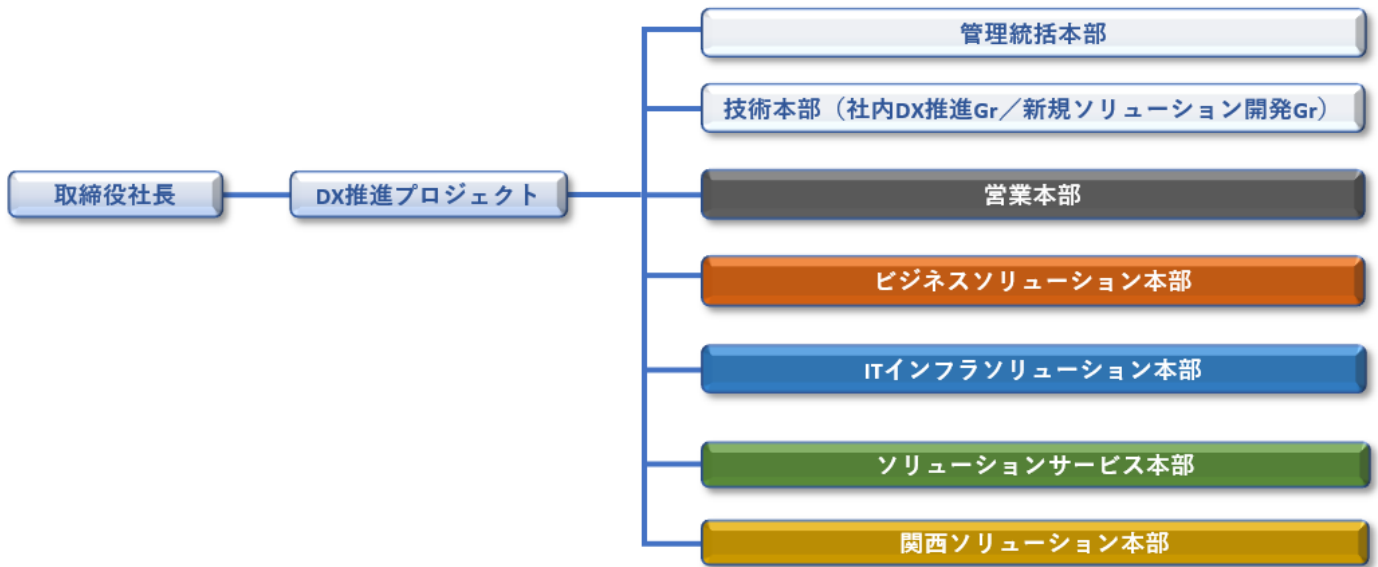 取締役社長
DX推進プロジェクト
管理統括本部
技術本部（社内DX推進Gr／新規ソリューション開発Gr）
営業本部
ビジネスソリューション本部
ITインフラソリューション本部
ソリューションサービス本部
関西ソリューション本部